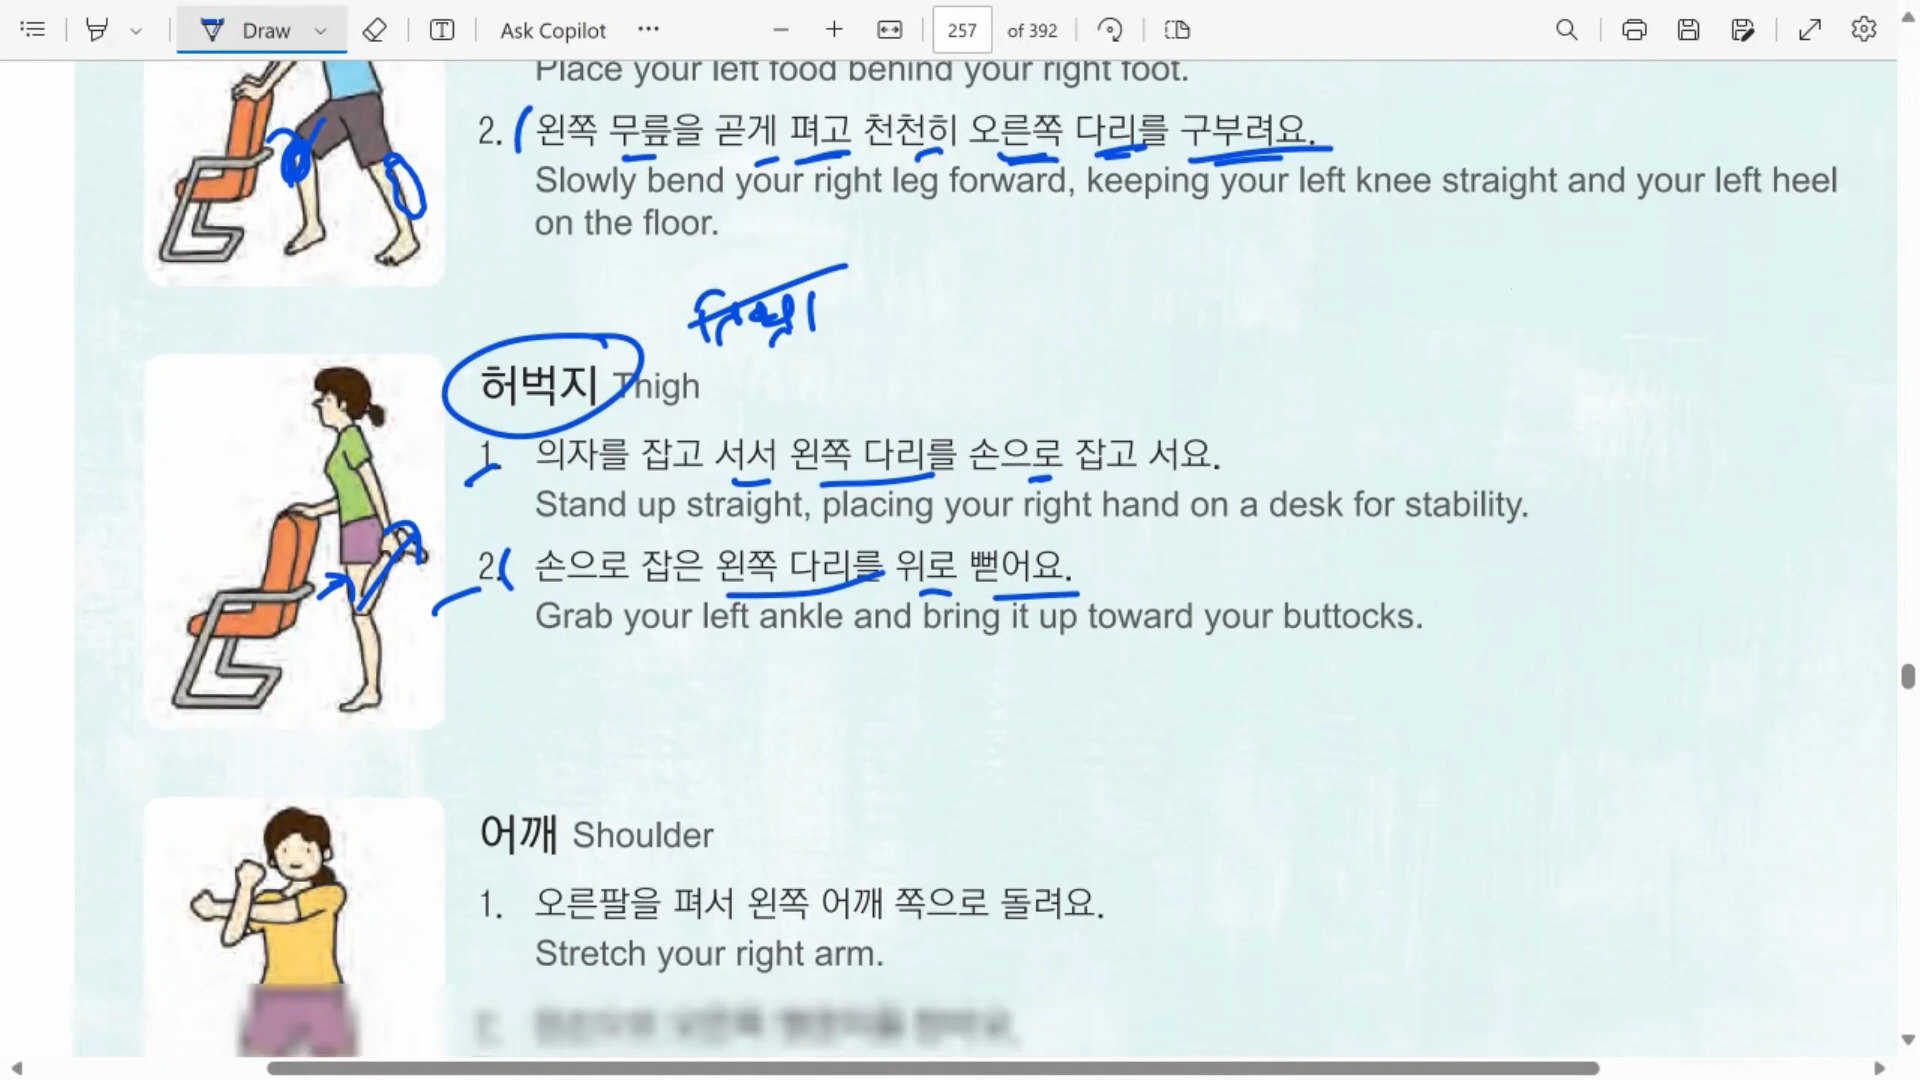 Draw
Ask Copilot
257 of 392
Place your left food behind your right foot.
2. 왼쪽 무릎을 곧게 펴고 천천히 오른쪽 다리를 구부려요.
Slowly bend your right leg forward, keeping your left knee straight and your left heel
on the floor.
허벅지 Thigh
1. 의자를 잡고 서서 왼쪽 다리를 손으로 잡고 서요.
Stand up straight, placing your right hand on a desk for stability.
2. 손으로 잡은 왼쪽 다리를 위로 뻗어요.
Grab your left ankle and bring it up toward your buttocks.
어깨 Shoulder
1. 오른팔을 펴서 왼쪽 어깨 쪽으로 돌려요.
Stretch your right arm.